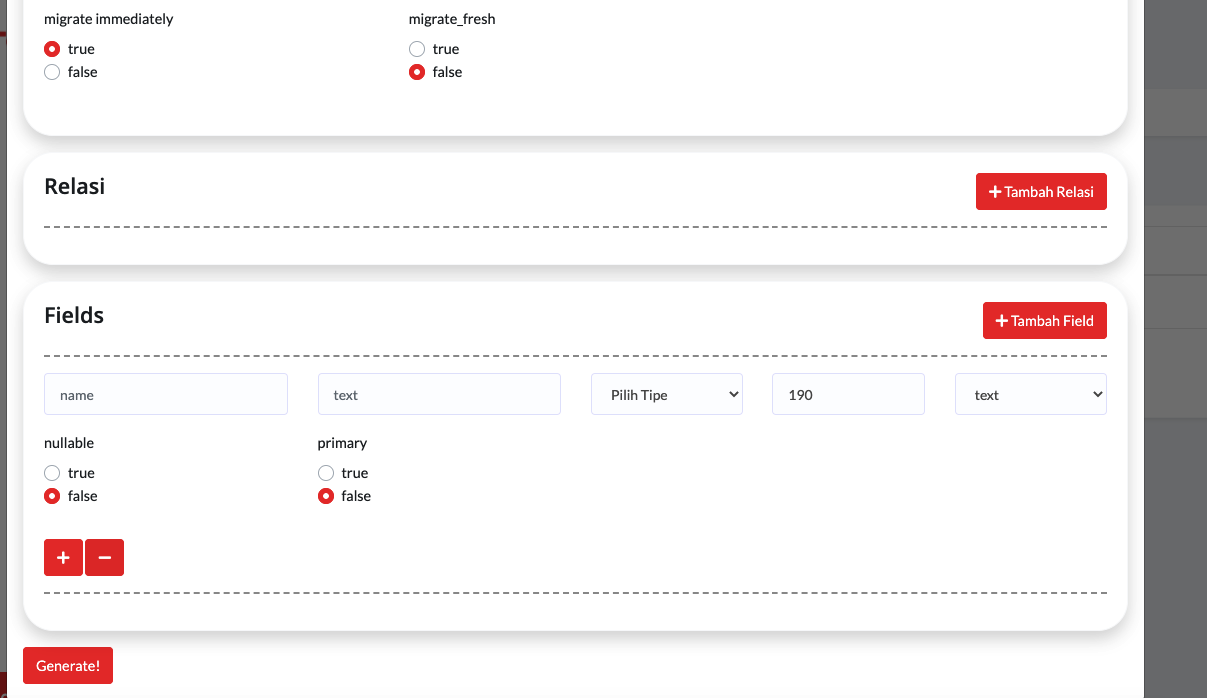 migrate immediately migrate_fresh
true true
false false
Relasi Tambah Relasi
Fields Tambah Field
name text Pilih Tipe 190 text
nullable primary
true true
false false
Generate!